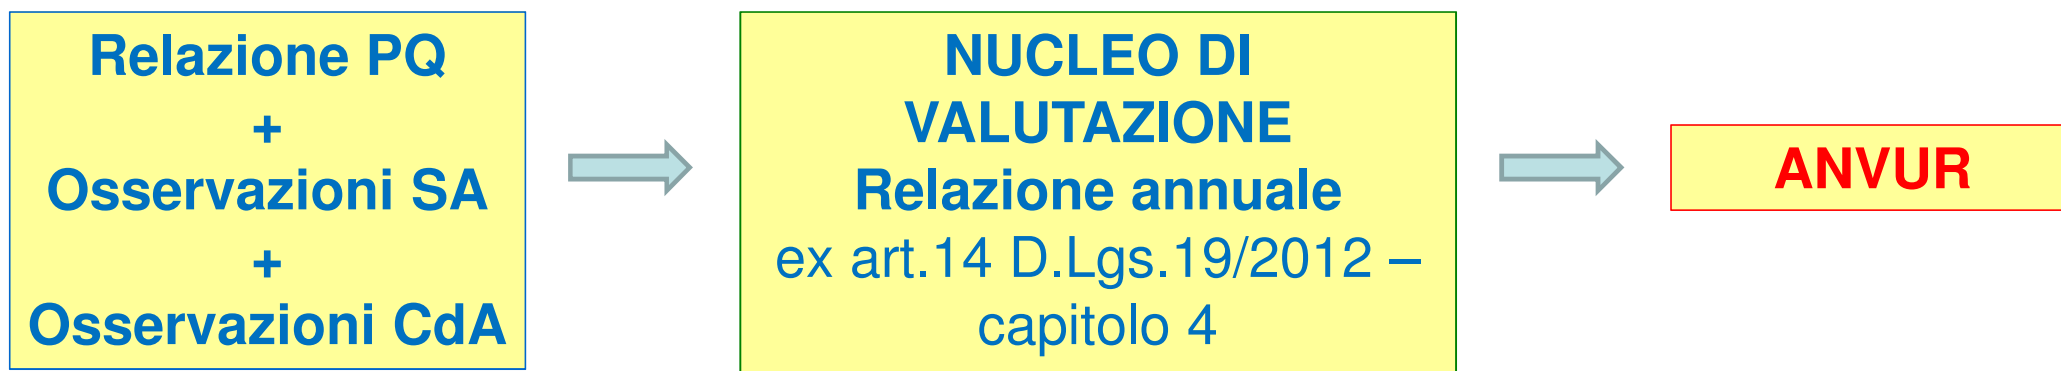 Relazione PQ
+
Osservazioni SA
+
Osservazioni CdA
NUCLEO DI
VALUTAZIONE
Relazione annuale
ex art.14 D.Lgs.19/2012 –
capitolo 4
ANVUR